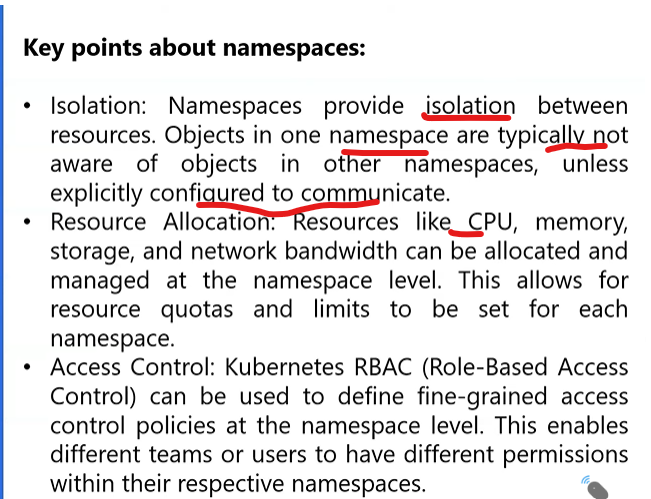 Key points about namespaces:
• Isolation: Namespaces provide isolation between
resources. Objects in one namespace are typically not
aware of objects in other namespaces, unless
explicitly configured to communicate.
• Resource Allocation: Resources like CPU, memory,
storage, and network bandwidth can be allocated and
managed at the namespace level. This allows for
resource quotas and limits to be set for each
namespace.
• Access Control: Kubernetes RBAC (Role-Based Access
Control) can be used to define fine-grained access
control policies at the namespace level. This enables
different teams or users to have different permissions
within their respective namespaces.